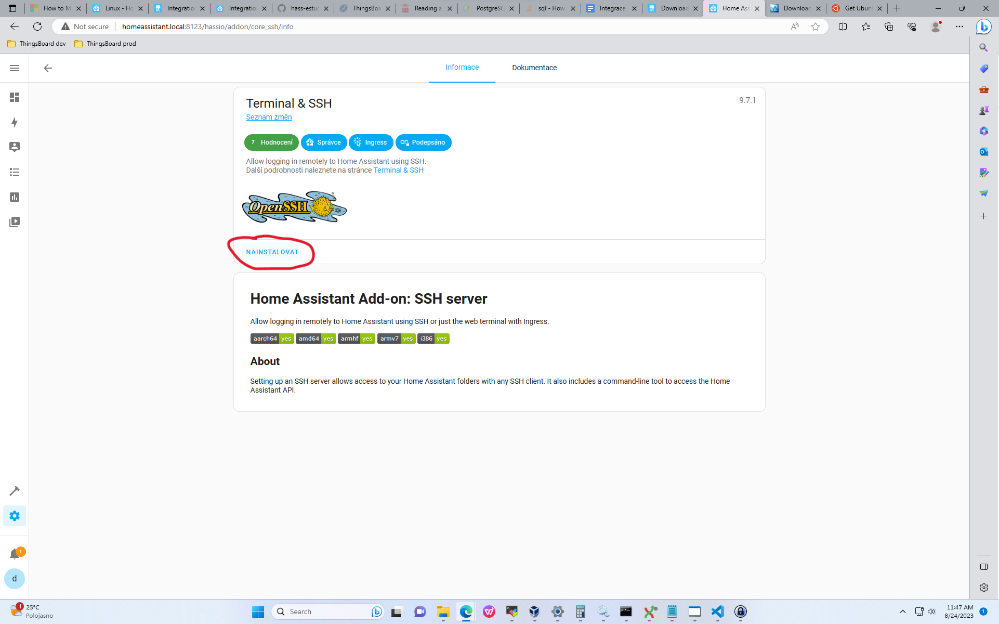 How to M
Linux - Ho
Integratio
Integratio
hass-estu
ThingsBoa
Reading a
PostgreSQ
sql - How
Integrace
Download
Home Ass
Download
Get Ubun
Not secure
homeassistant.local:8123/hassio/addon/core_ssh/info
ThingsBoard dev
ThingsBoard prod
Informace
Dokumentace
Terminal & SSH
9.7.1
Seznam změn
7 Hodnocení
Správce
Ingress
Podepsáno
Allow logging in remotely to Home Assistant using SSH.
Další podrobnosti naleznete na stránce Terminal & SSH
OpenSSH
NAINSTALOVAT
Home Assistant Add-on: SSH server
Allow logging in remotely to Home Assistant using SSH or just the web terminal with Ingress.
aarch64 yes amd64 yes armhf yes armv7 yes i386 yes
About
Setting up an SSH server allows access to your Home Assistant folders with any SSH client. It also includes a command-line tool to access the Home
Assistant API.
1
d
1
25°C
Polojasno
Search
11:47 AM
8/24/2023
1